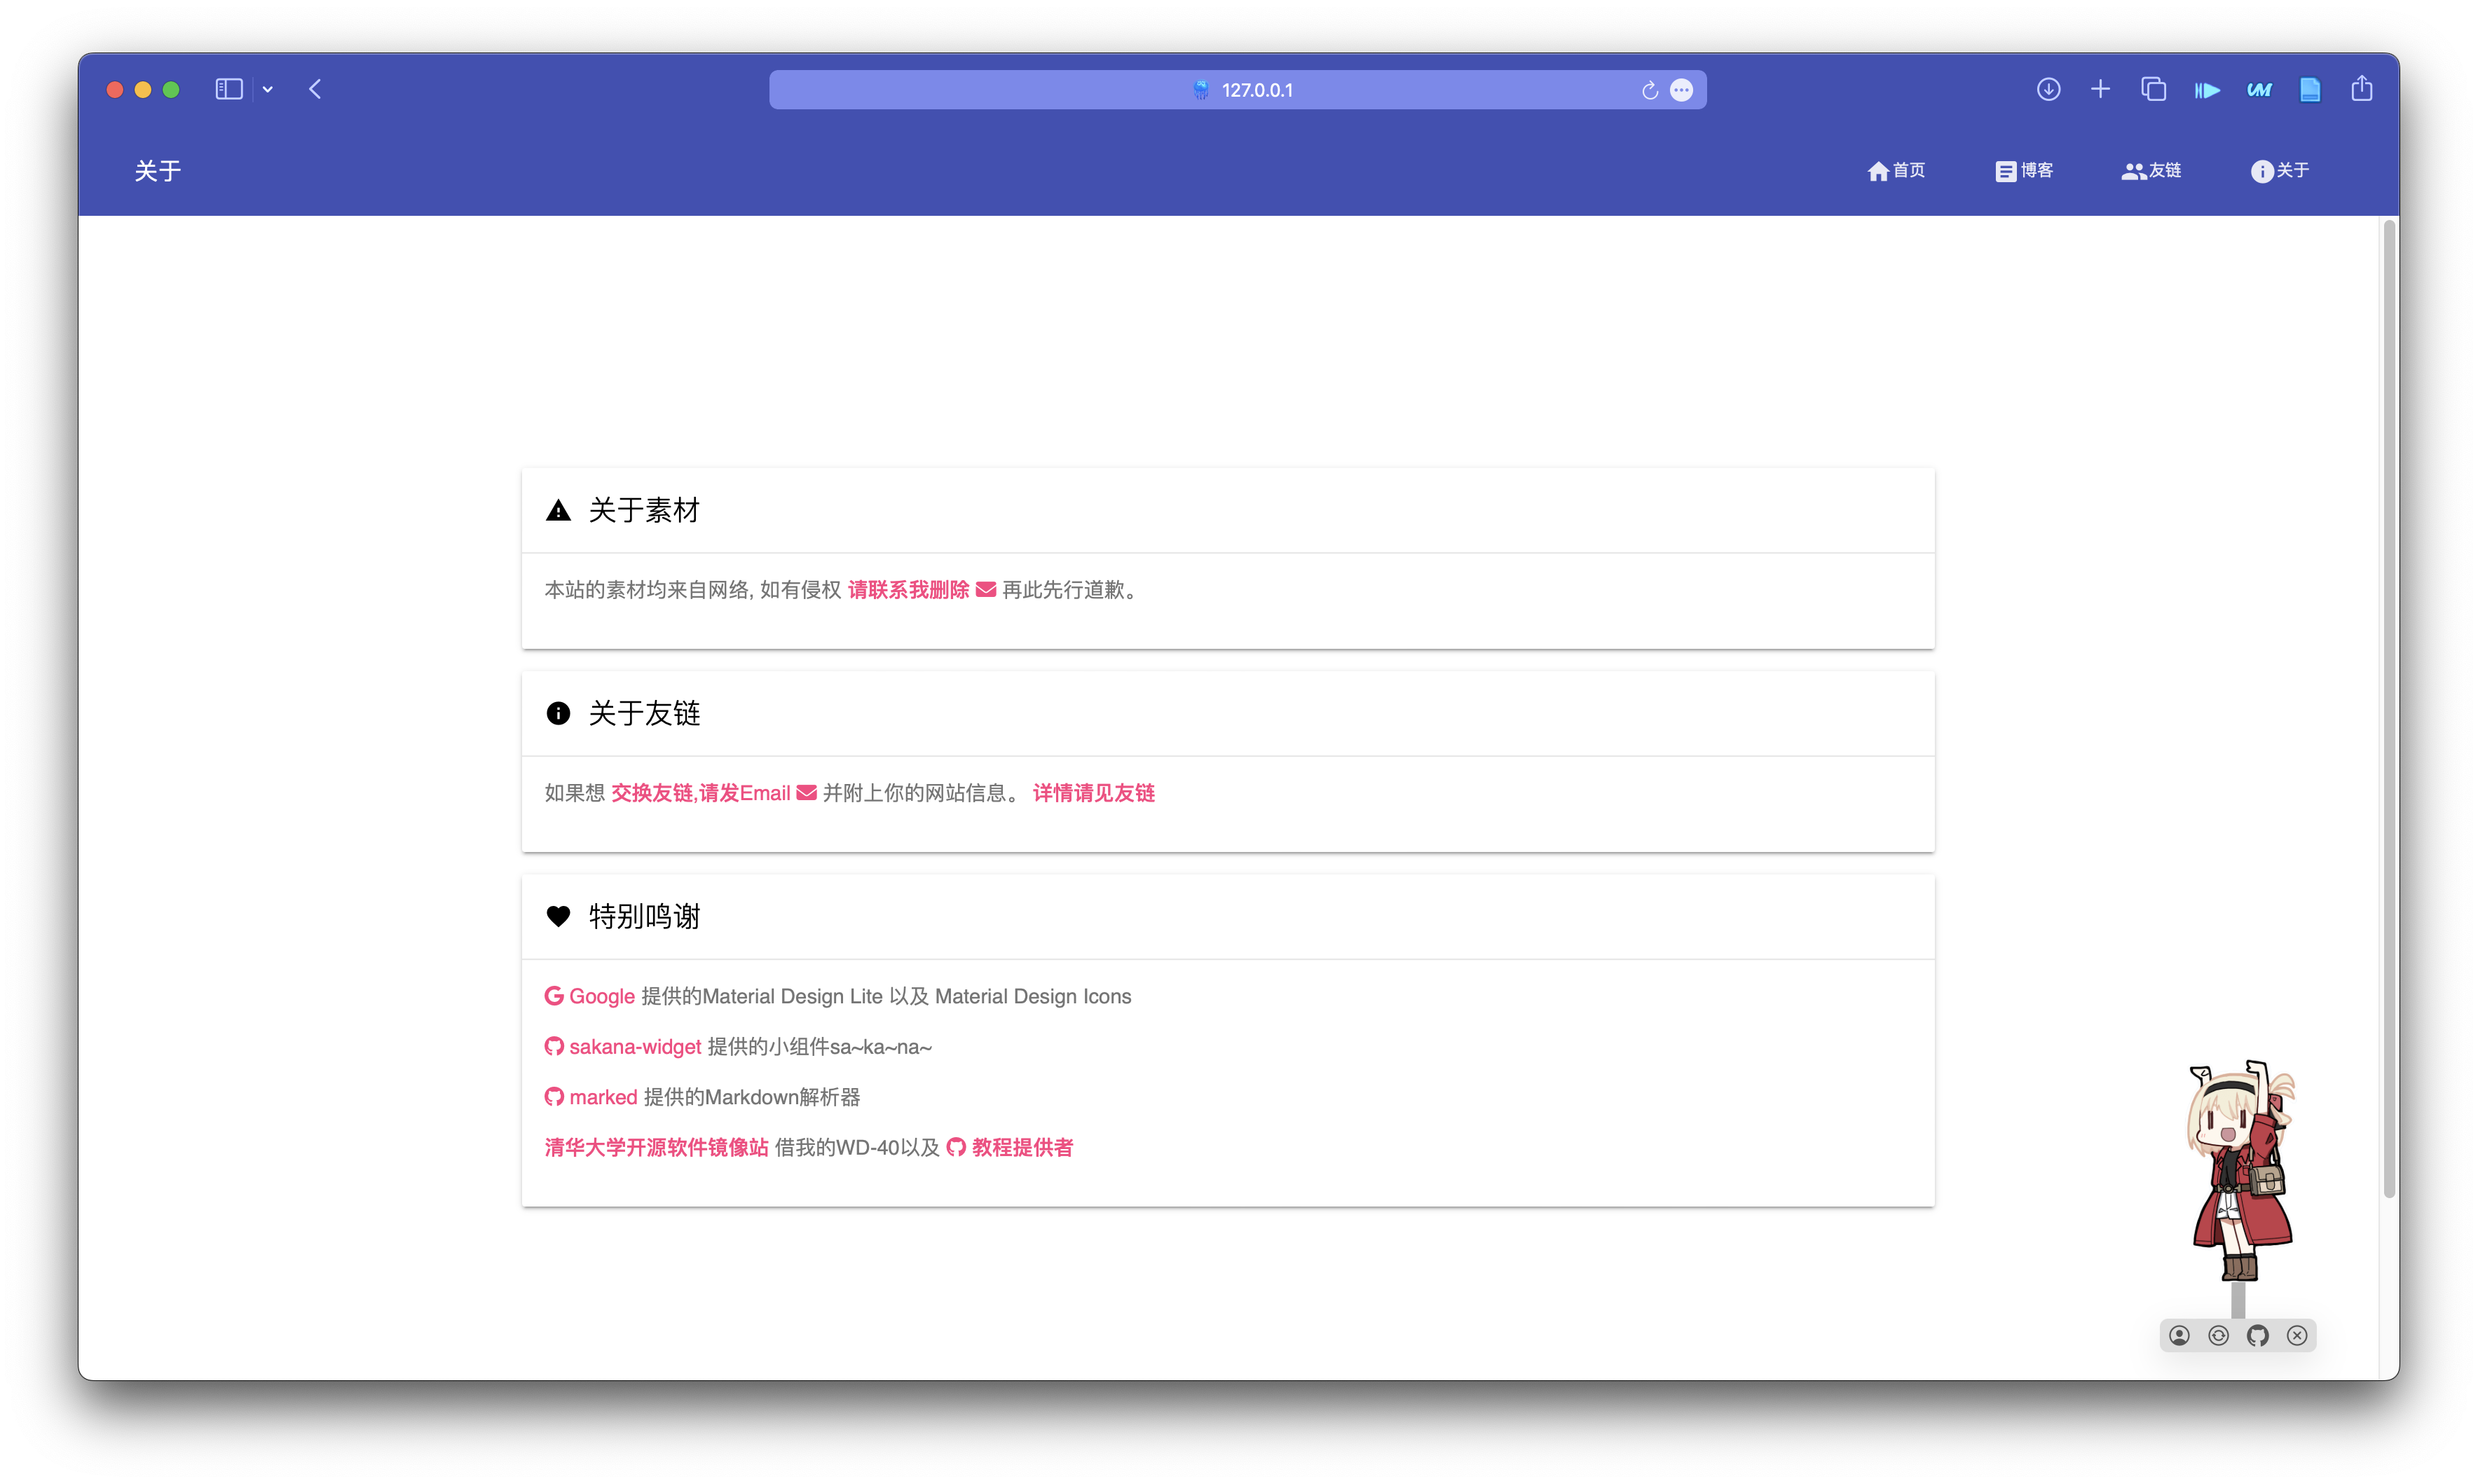 127.0.0.1
关于
首页
博客
友链
关于
关于素材
本站的素材均来自网络, 如有侵权 请联系我删除 再此先行道歉。
关于友链
如果想 交换友链,请发Email 并附上你的网站信息。 详情请见友链
特别鸣谢
Google 提供的Material Design Lite 以及 Material Design Icons
sakana-widget 提供的小组件sa~ka~na~
marked 提供的Markdown解析器
清华大学开源软件镜像站 借我的WD-40以及 教程提供者